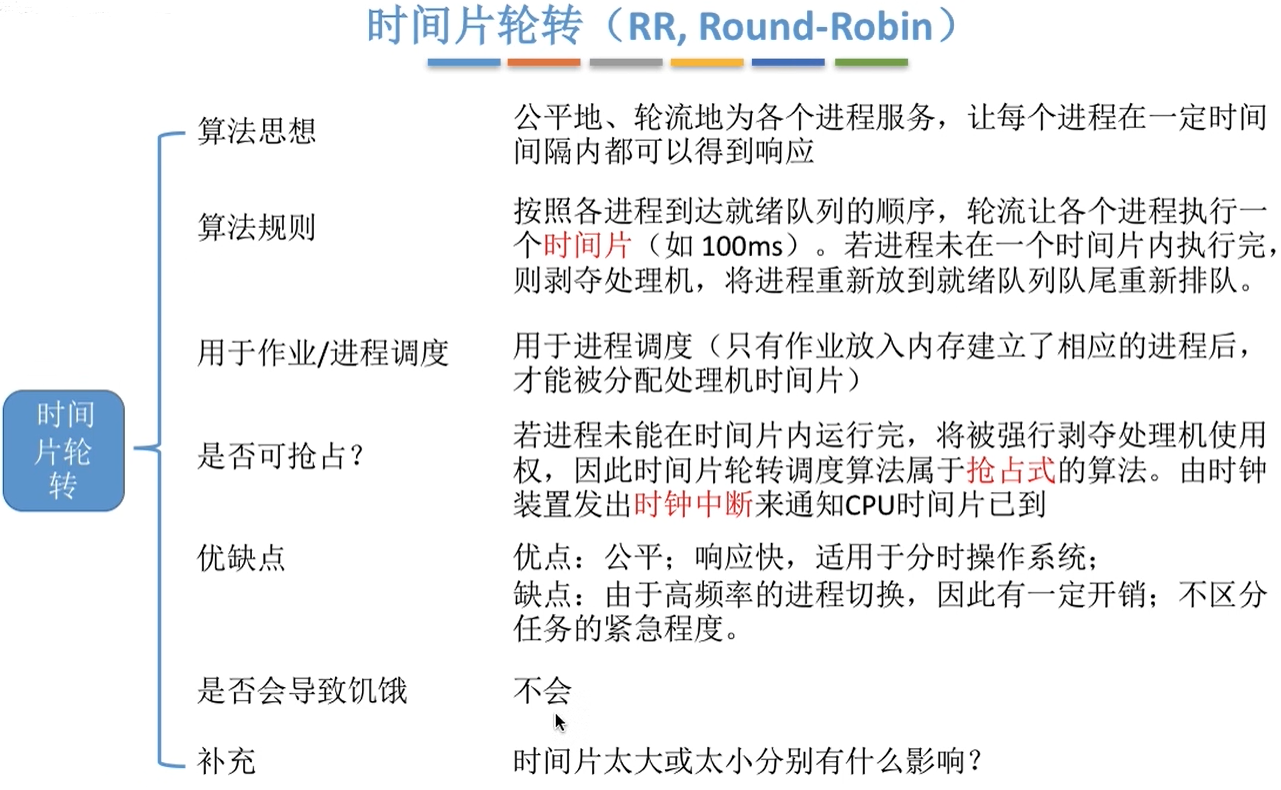 时间片轮转（RR, Round-Robin）
算法思想
公平地、轮流地为各个进程服务，让每个进程在一定时间
间隔内都可以得到响应
算法规则
按照各进程到达就绪队列的顺序，轮流让各个进程执行一
个时间片（如 100ms）。若进程未在一个时间片内执行完，
则剥夺处理机，将进程重新放到就绪队列队尾重新排队。
用于作业/进程调度
用于进程调度（只有作业放入内存建立了相应的进程后，
才能被分配处理机时间片）
时间
片轮
转
是否可抢占？
若进程未能在时间片内运行完，将被强行剥夺处理机使用
权，因此时间片轮转调度算法属于抢占式的算法。由时钟
装置发出时钟中断来通知CPU时间片已到
优缺点
优点：公平；响应快，适用于分时操作系统；
缺点：由于高频率的进程切换，因此有一定开销；不区分
任务的紧急程度。
是否会导致饥饿
不会
补充
时间片太大或太小分别有什么影响？